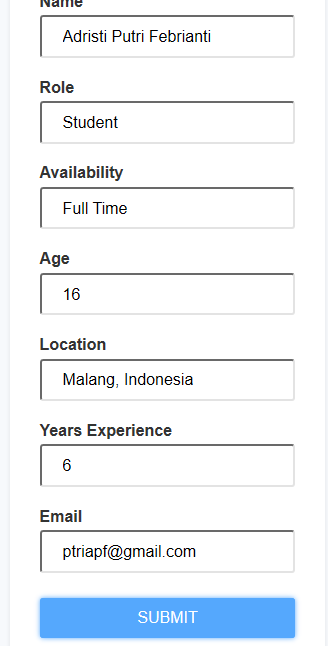 Name
Adristi Putri Febrianti
Role
Student
Availability
Full Time
Age
16
Location
Malang, Indonesia
Years Experience
6
Email
ptriapf@gmail.com
SUBMIT